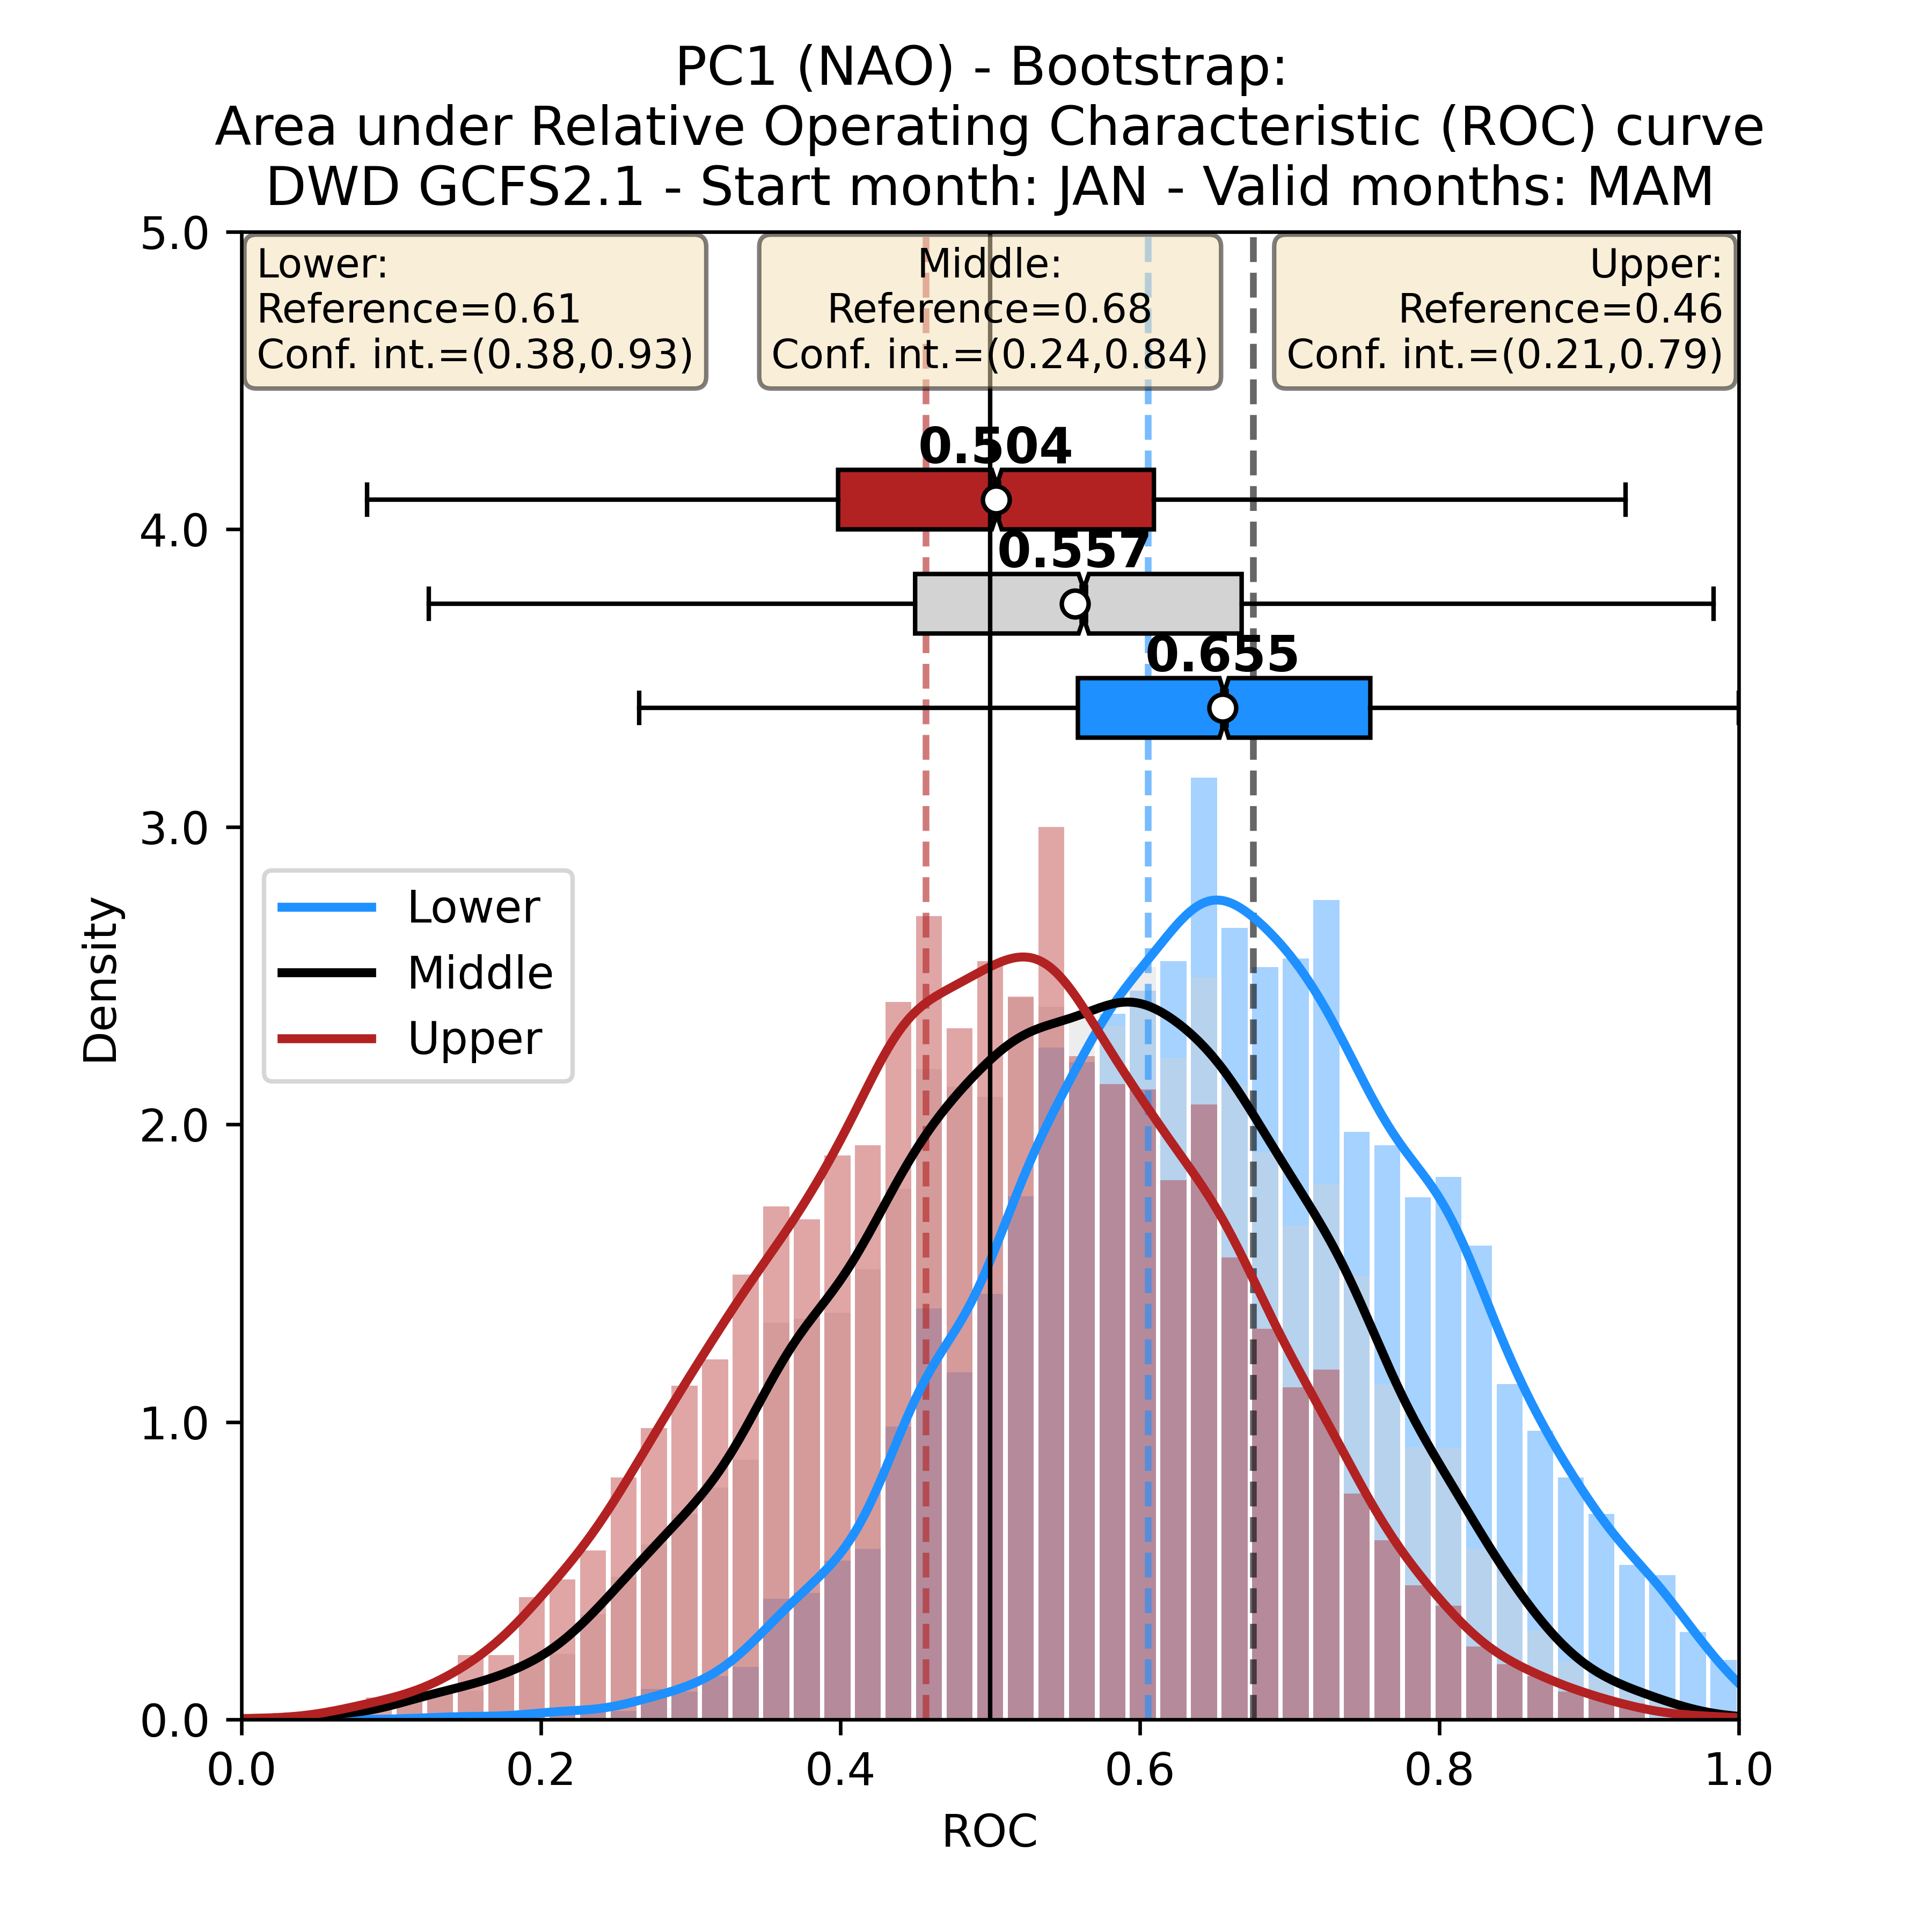 PC1 (NAO) - Bootstrap:
Area under Relative Operating Characteristic (ROC) curve
DWD GCFS2.1 - Start month: JAN - Valid months: MAM
Lower:
Reference=0.61
Conf. int.=(0.38,0.93)
Middle:
Reference=0.68
Conf. int.=(0.24,0.84)
Upper:
Reference=0.46
Conf. int.=(0.21,0.79)
0.504
0.557
0.655
Lower
Middle
Upper
Density
5.0
4.0
3.0
2.0
1.0
0.0
0.0 0.2 0.4 0.6 0.8 1.0
ROC